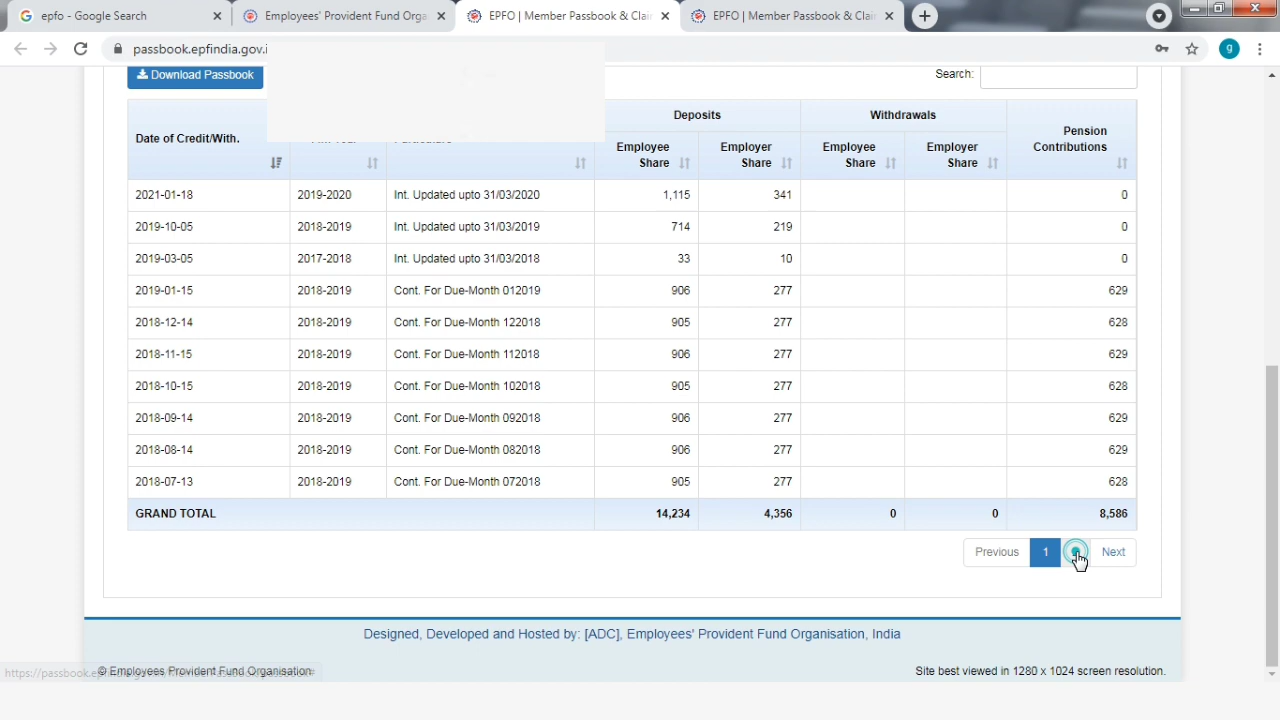 epfo - Google Search
Employees' Provident Fund Orga
EPFO | Member Passbook & Clain
EPFO | Member Passbook & Clain
passbook.epfindia.gov.i
g
Download Passbook
Search:
Date of Credit/With.
Deposits
Withdrawals
Pension Contributions
Employee Share
Employer Share
Employee Share
Employer Share
2021-01-18 2019-2020 Int. Updated upto 31/03/2020 1,115 341 0
2019-10-05 2018-2019 Int. Updated upto 31/03/2019 714 219 0
2019-03-05 2017-2018 Int. Updated upto 31/03/2018 33 10 0
2019-01-15 2018-2019 Cont. For Due-Month 012019 906 277 629
2018-12-14 2018-2019 Cont. For Due-Month 122018 905 277 628
2018-11-15 2018-2019 Cont. For Due-Month 112018 906 277 629
2018-10-15 2018-2019 Cont. For Due-Month 102018 905 277 628
2018-09-14 2018-2019 Cont. For Due-Month 092018 906 277 629
2018-08-14 2018-2019 Cont. For Due-Month 082018 906 277 629
2018-07-13 2018-2019 Cont. For Due-Month 072018 905 277 628
GRAND TOTAL 14,234 4,356 0 0 8,586
Previous 1 Next
Designed, Developed and Hosted by: [ADC], Employees' Provident Fund Organisation, India
© Employees Provident Fund Organisation.
Site best viewed in 1280 x 1024 screen resolution.